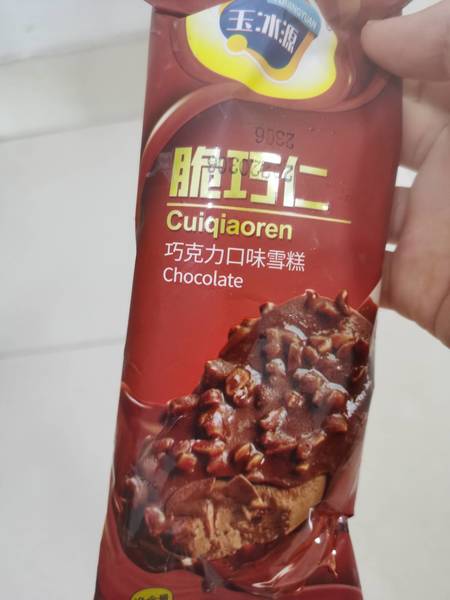 玉冰源
脆巧仁
Cuiqiaoren
巧克力口味雪糕
Chocolate